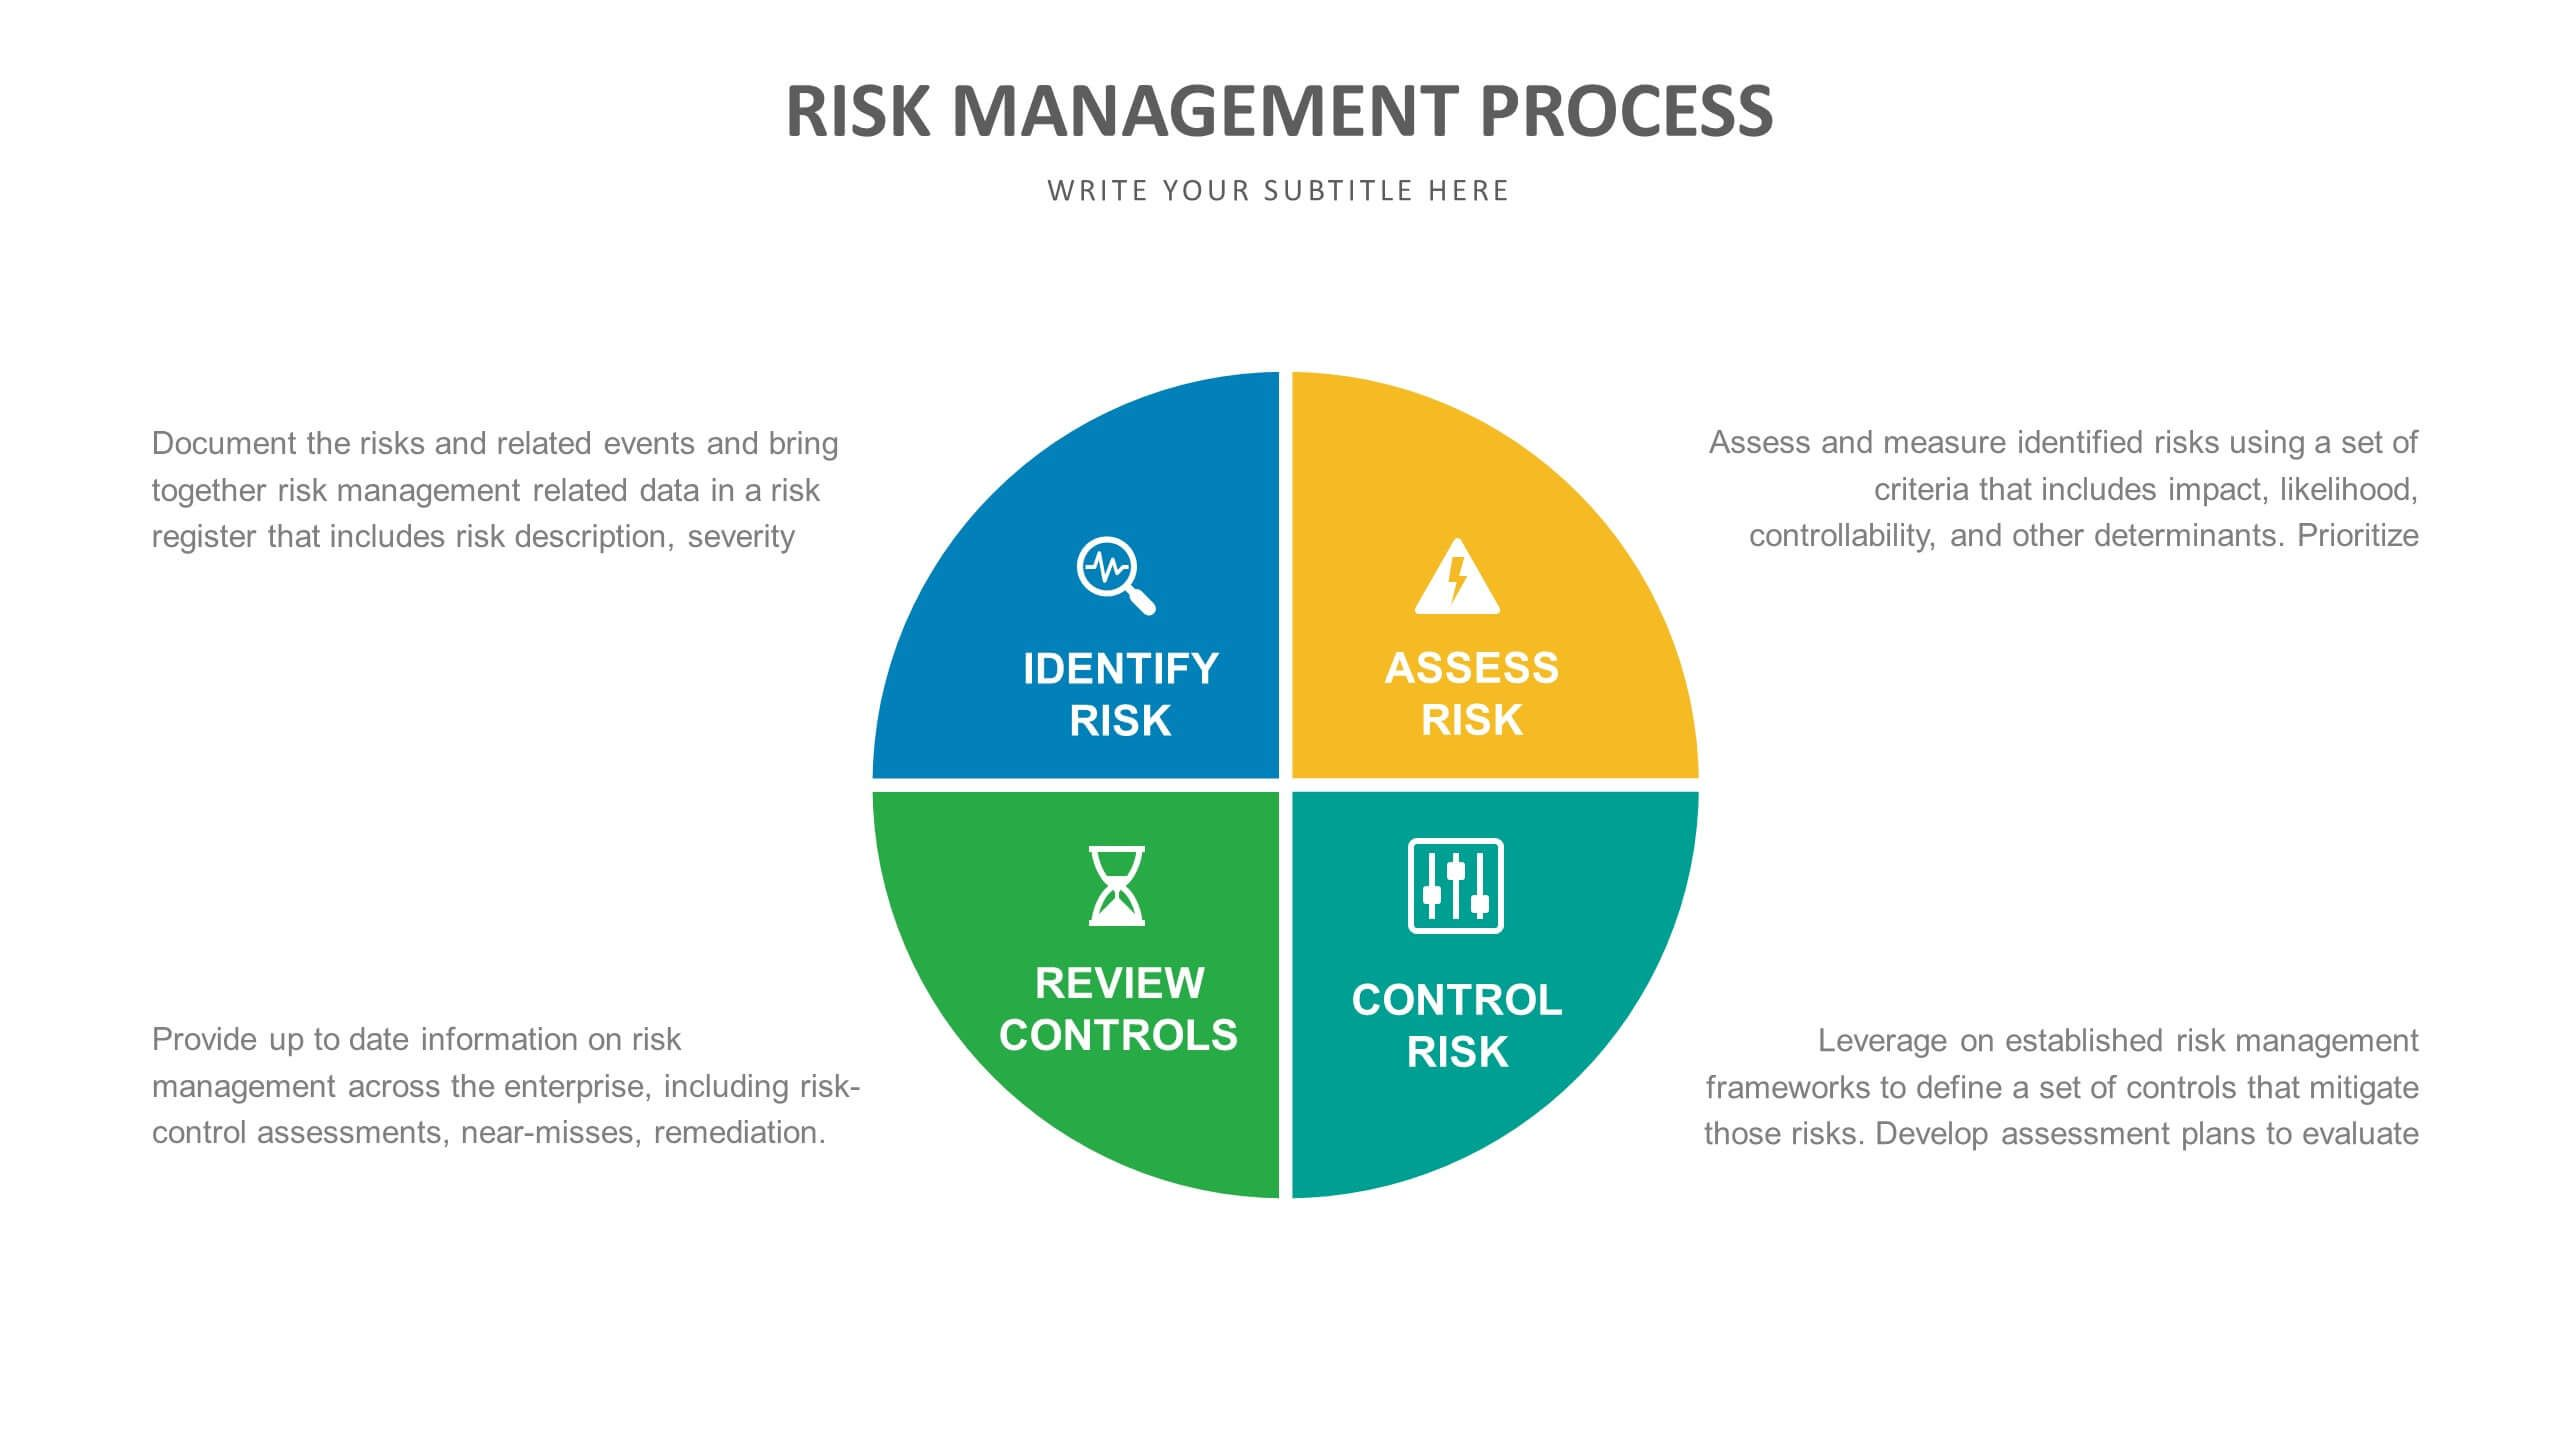 RISK MANAGEMENT PROCESS
WRITE YOUR SUBTITLE HERE
Document the risks and related events and bring
together risk management related data in a risk
register that includes risk description, severity
IDENTIFY
RISK
ASSESS
RISK
Assess and measure identified risks using a set of
criteria that includes impact, likelihood,
controllability, and other determinants. Prioritize
Provide up to date information on risk
management across the enterprise, including risk-
control assessments, near-misses, remediation.
REVIEW
CONTROLS
CONTROL
RISK
Leverage on established risk management
frameworks to define a set of controls that mitigate
those risks. Develop assessment plans to evaluate